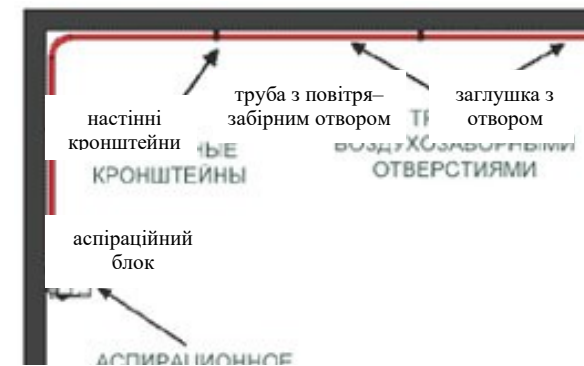 настінні
кронштейни
КРОНШТЕЙНЫ
труба з повітря–
забірним отвором
заглушка з
отвором
ВОЗДУХОЗАБОРНЫМИ
ОТВЕРСТИЯМИ
аспіраційний
блок
АСПИРАЦИОННОЕ